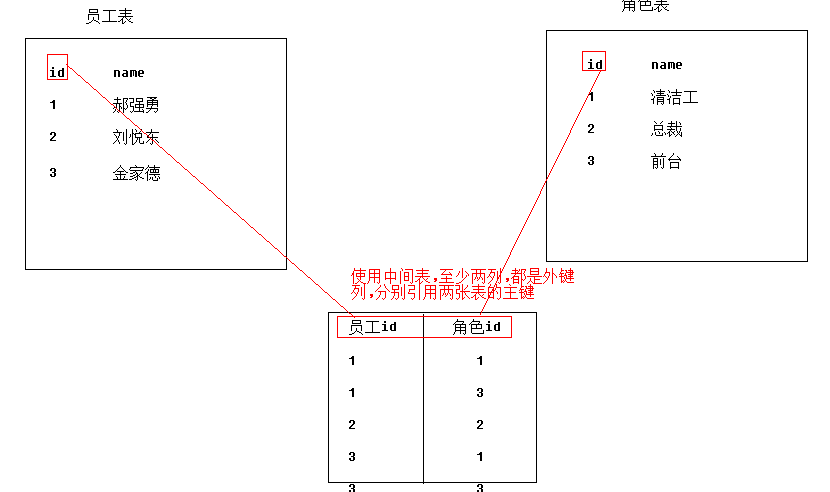 员工表
id name
1 郝强勇
2 刘悦东
3 金家德
角色表
id name
1 清洁工
2 总裁
3 前台
使用中间表,至少两列,都是外键
列,分别引用两张表的主键
员工id 角色id
1 1
1 3
2 2
3 1
3 3